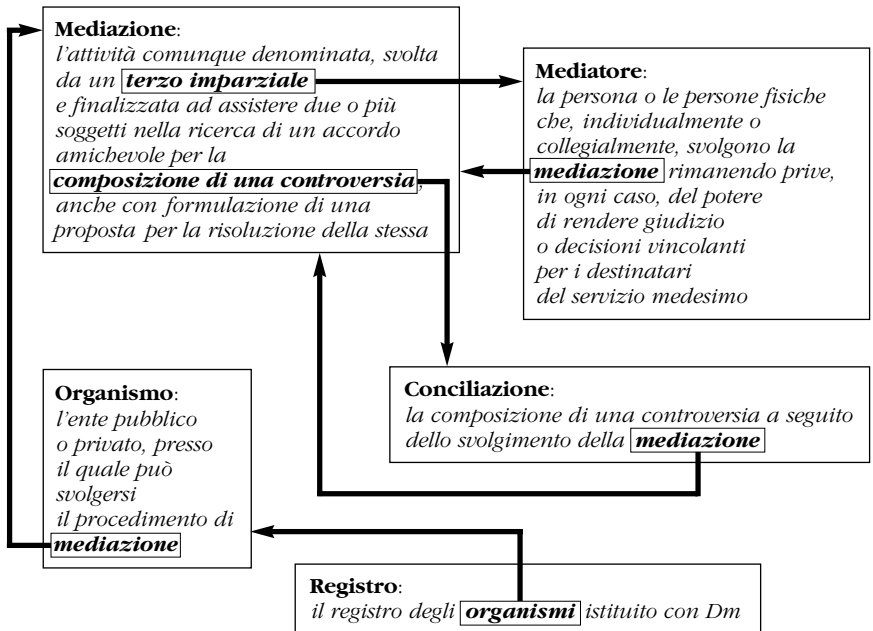 Mediazione:
l'attività comunque denominata, svolta
da un terzo imparziale
e finalizzata ad assistere due o più
soggetti nella ricerca di un accordo
amichevole per la
composizione di una controversia,
anche con formulazione di una
proposta per la risoluzione della stessa
Mediatore:
la persona o le persone fisiche
che, individualmente o
collegialmente, svolgono la
mediazione rimanendo prive,
in ogni caso, del potere
di rendere giudizio
o decisioni vincolanti
per i destinatari
del servizio medesimo
Organismo:
l'ente pubblico
o privato, presso
il quale può
svolgersi
il procedimento di
mediazione
Conciliazione:
la composizione di una controversia a seguito
dello svolgimento della mediazione
Registro:
il registro degli organismi istituito con Dm